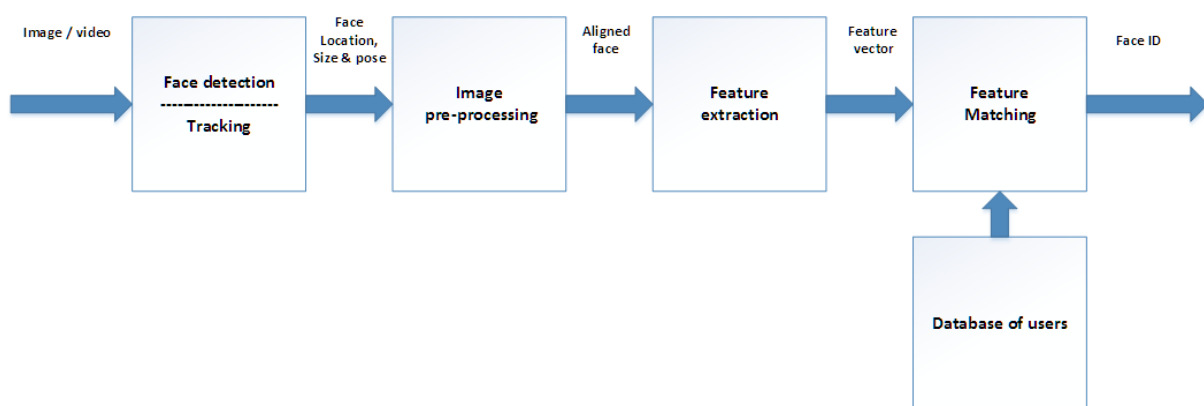 Image / video
Face detection
----------------------
Tracking
Face
Location,
Size & pose
Image
pre-processing
Aligned
face
Feature
extraction
Feature
vector
Feature
Matching
Face ID
Database of users